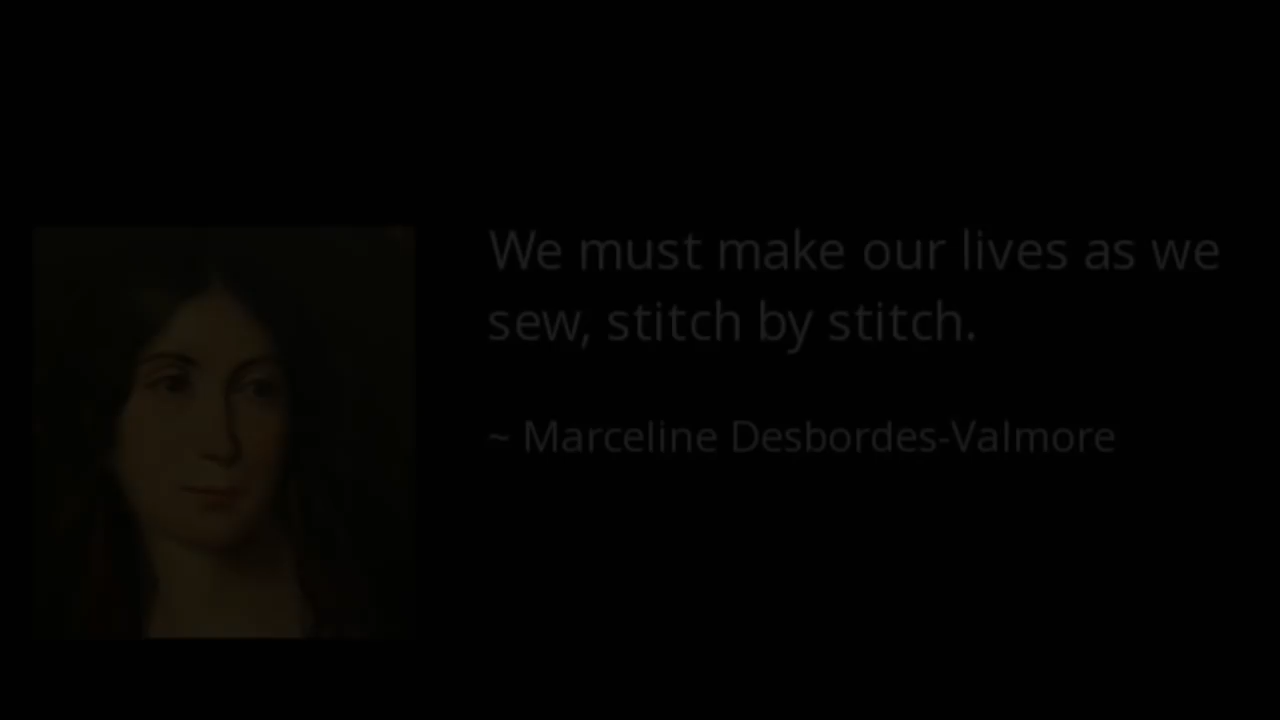 We must make our lives as we
sew, stitch by stitch.
~ Marceline Desbordes-Valmore